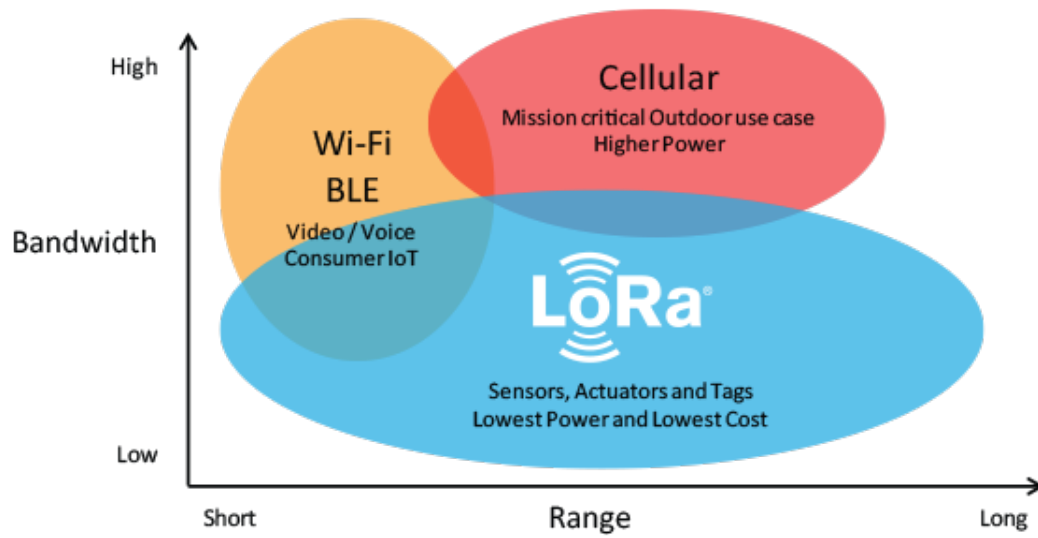 High
Cellular
Mission critical Outdoor use case
Higher Power
Wi-Fi
BLE
Video / Voice
Consumer IoT
Bandwidth
LoRa®
Sensors, Actuators and Tags
Lowest Power and Lowest Cost
Low
Short
Range
Long